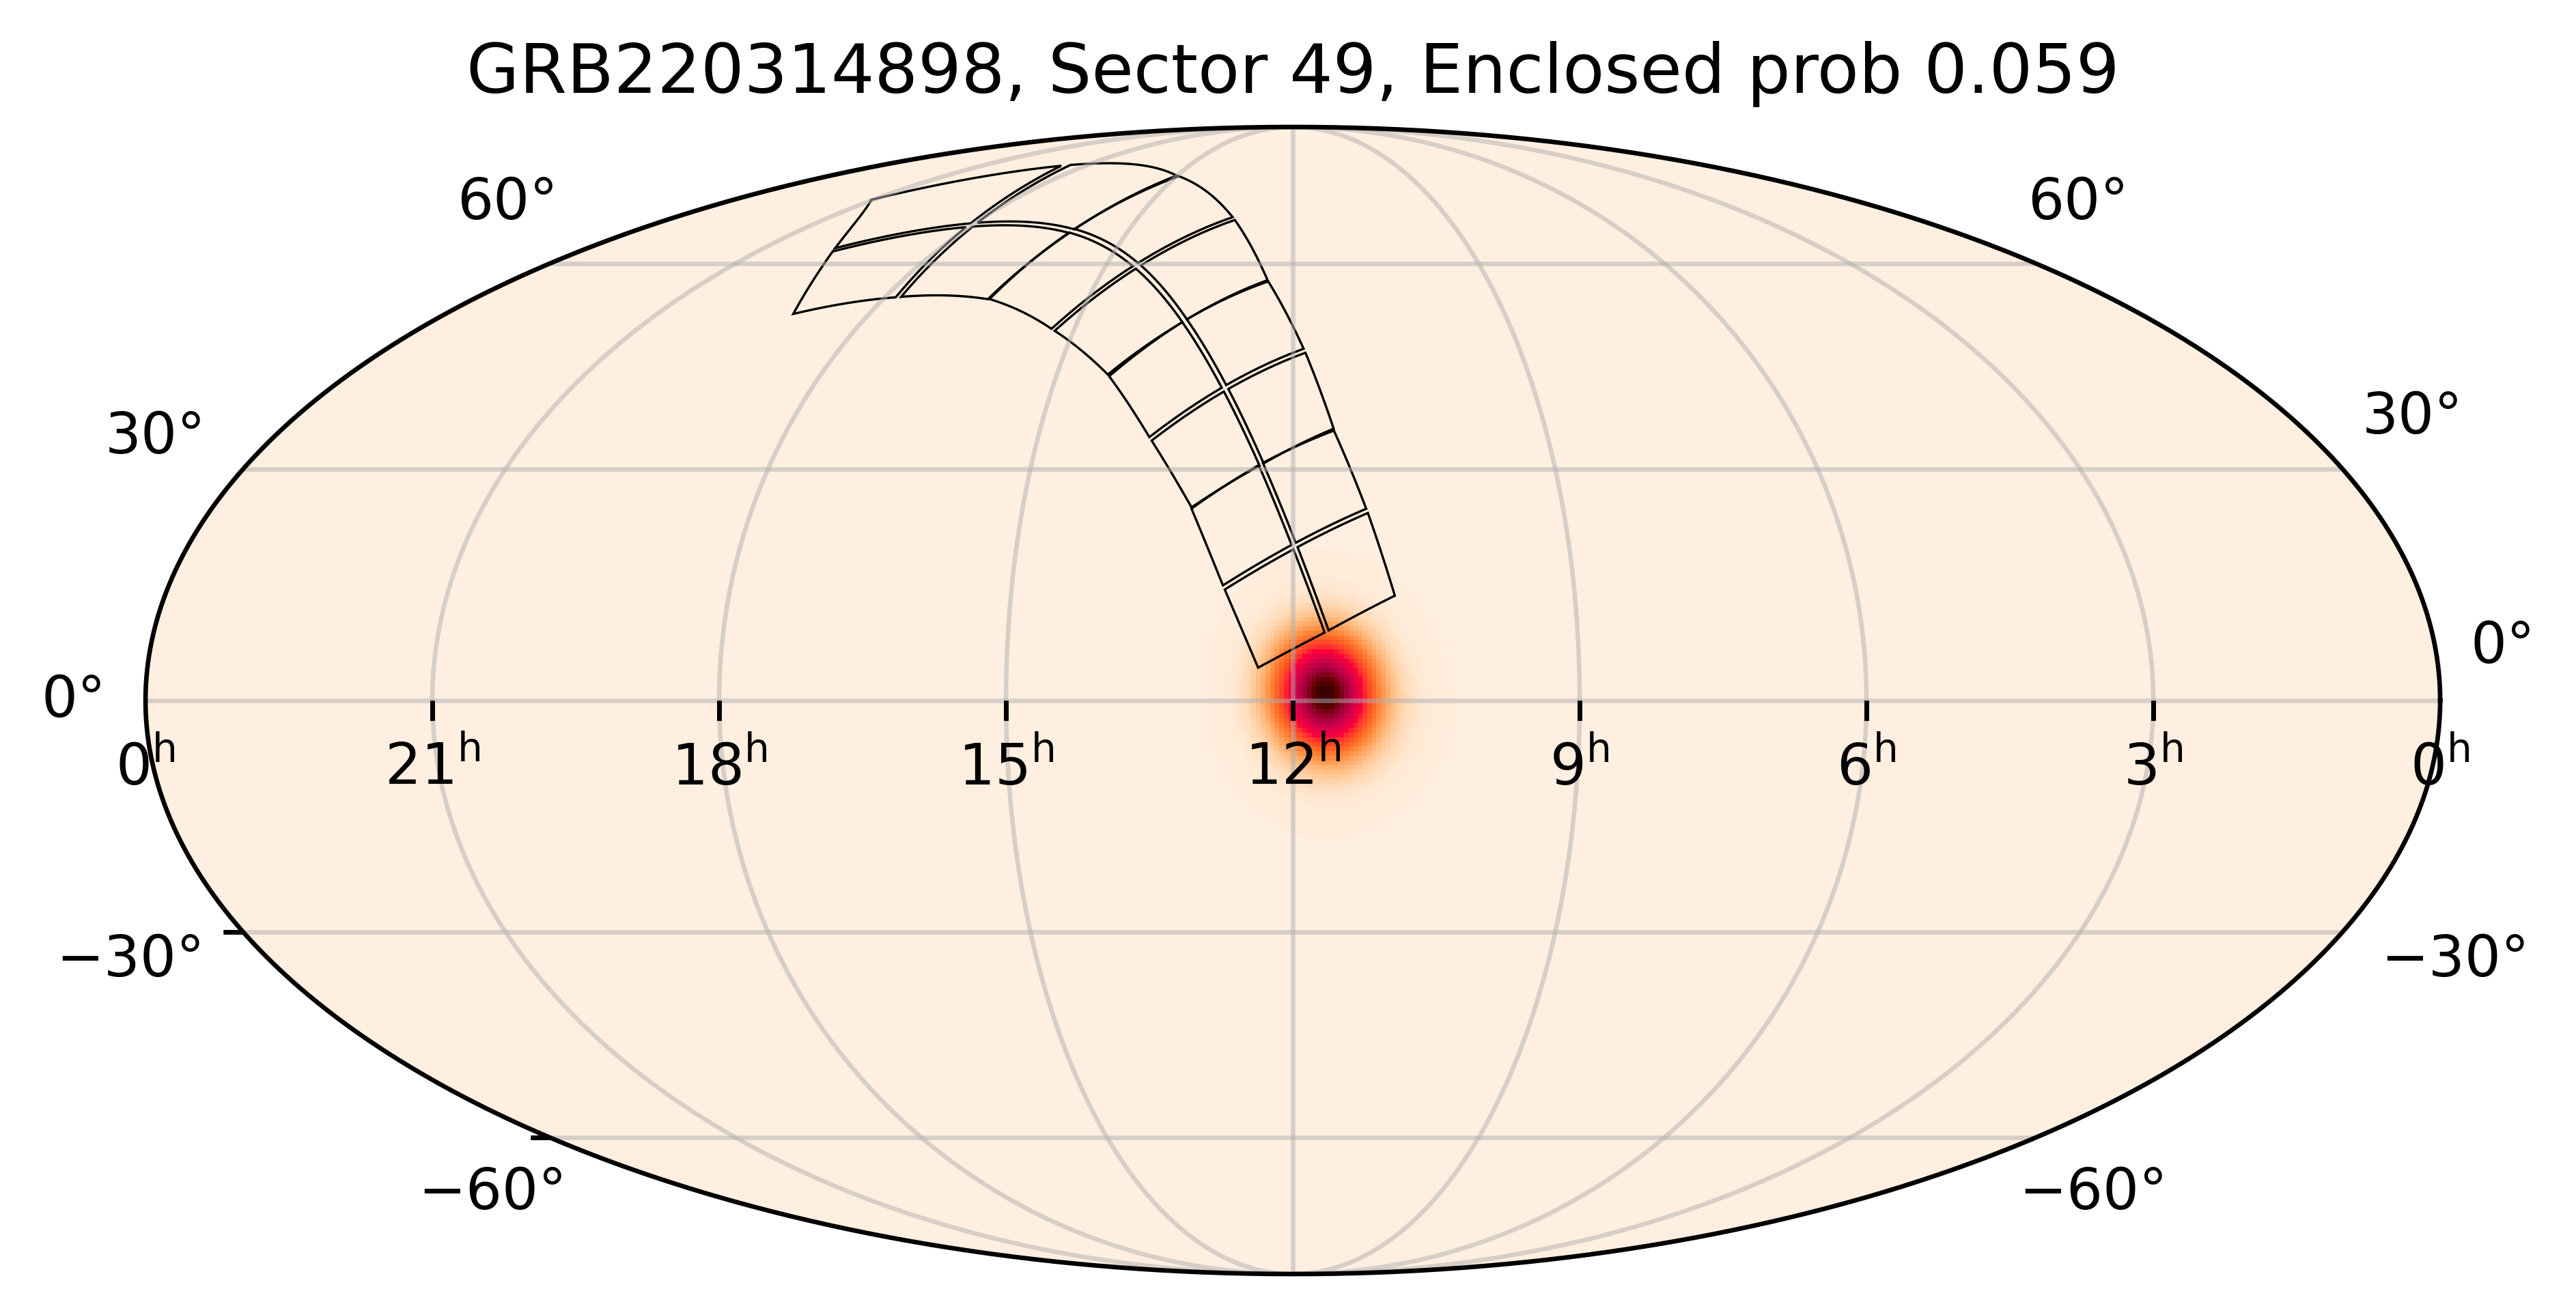 GRB220314898, Sector 49, Enclosed prob 0.059
60° 60°
30° 30°
0° 0°
0ʰ 21ʰ 18ʰ 15ʰ 12ʰ 9ʰ 6ʰ 3ʰ 0ʰ
−30° −30°
−60° −60°